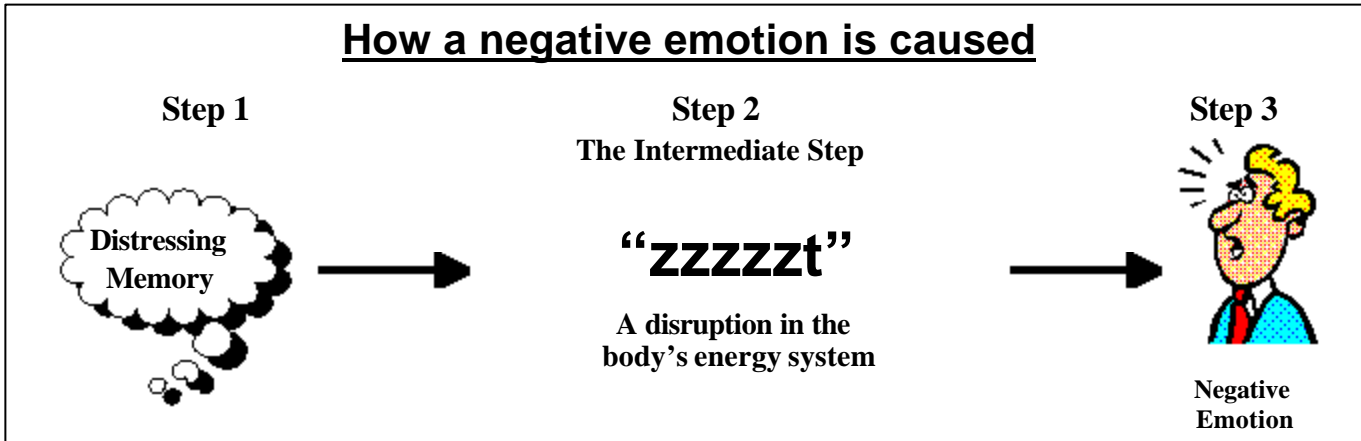 How a negative emotion is caused
Step 1
Step 2
Step 3
The Intermediate Step
Distressing
Memory
“zzzzzt”
A disruption in the
body’s energy system
Negative
Emotion